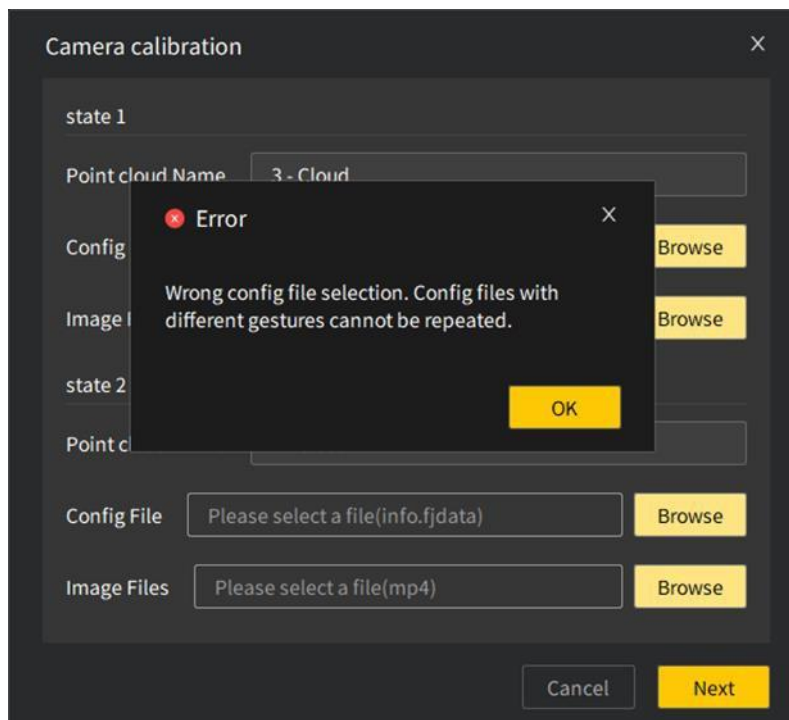 Camera calibration
state 1
Point cloud Name 3 - Cloud
Error
Config Browse
Wrong config file selection. Config files with
different gestures cannot be repeated.
Image Browse
state 2
OK
Point
Config File Please select a file(info.fjdata) Browse
Image Files Please select a file(mp4) Browse
Cancel Next